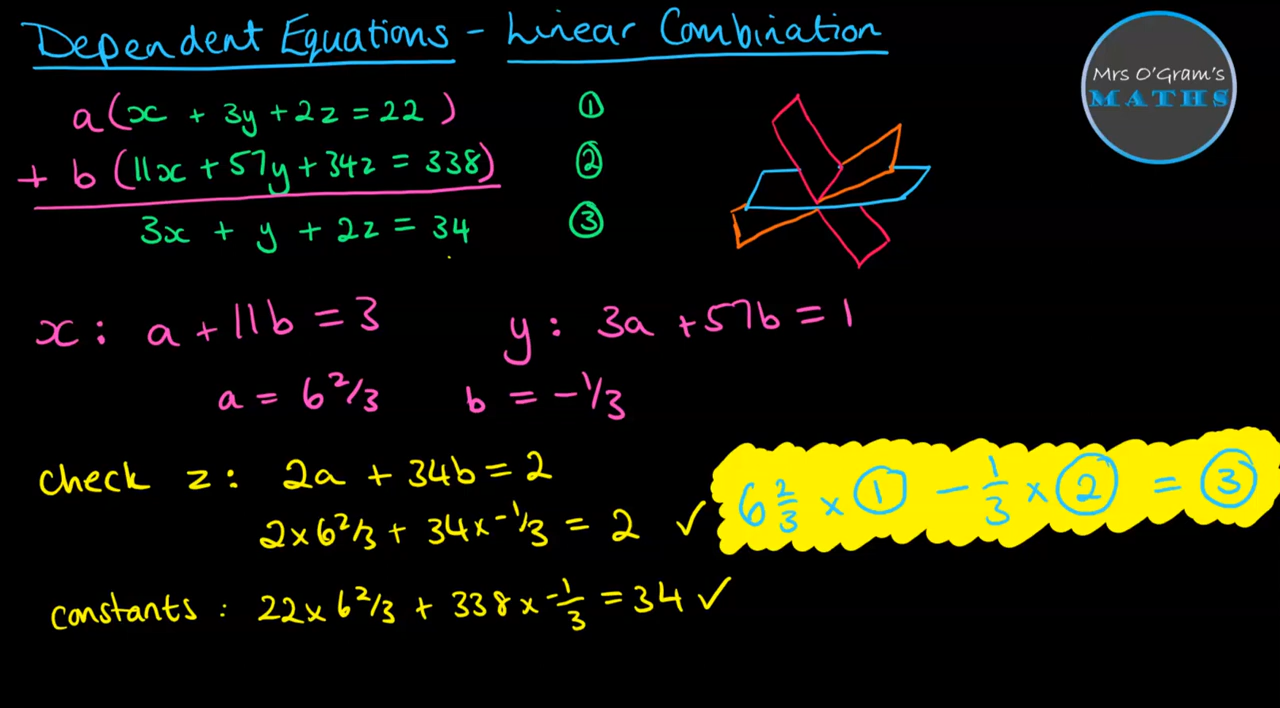 Dependent Equations - Linear Combination
Mrs O'Gram's
MATHS
a(x + 3y + 2z = 22) ①
+ b (11x + 57y + 34z = 338) ②
3x + y + 2z = 34 ③
x: a + 11b = 3 y: 3a + 57b = 1
a = 6 2/3 b = -1/3
check z: 2a + 34b = 2
6 2/3 × ① - 1/3 × ② = ③
2 × 6 2/3 + 34 × -1/3 = 2 ✓
constants: 22 × 6 2/3 + 338 × -1/3 = 34 ✓